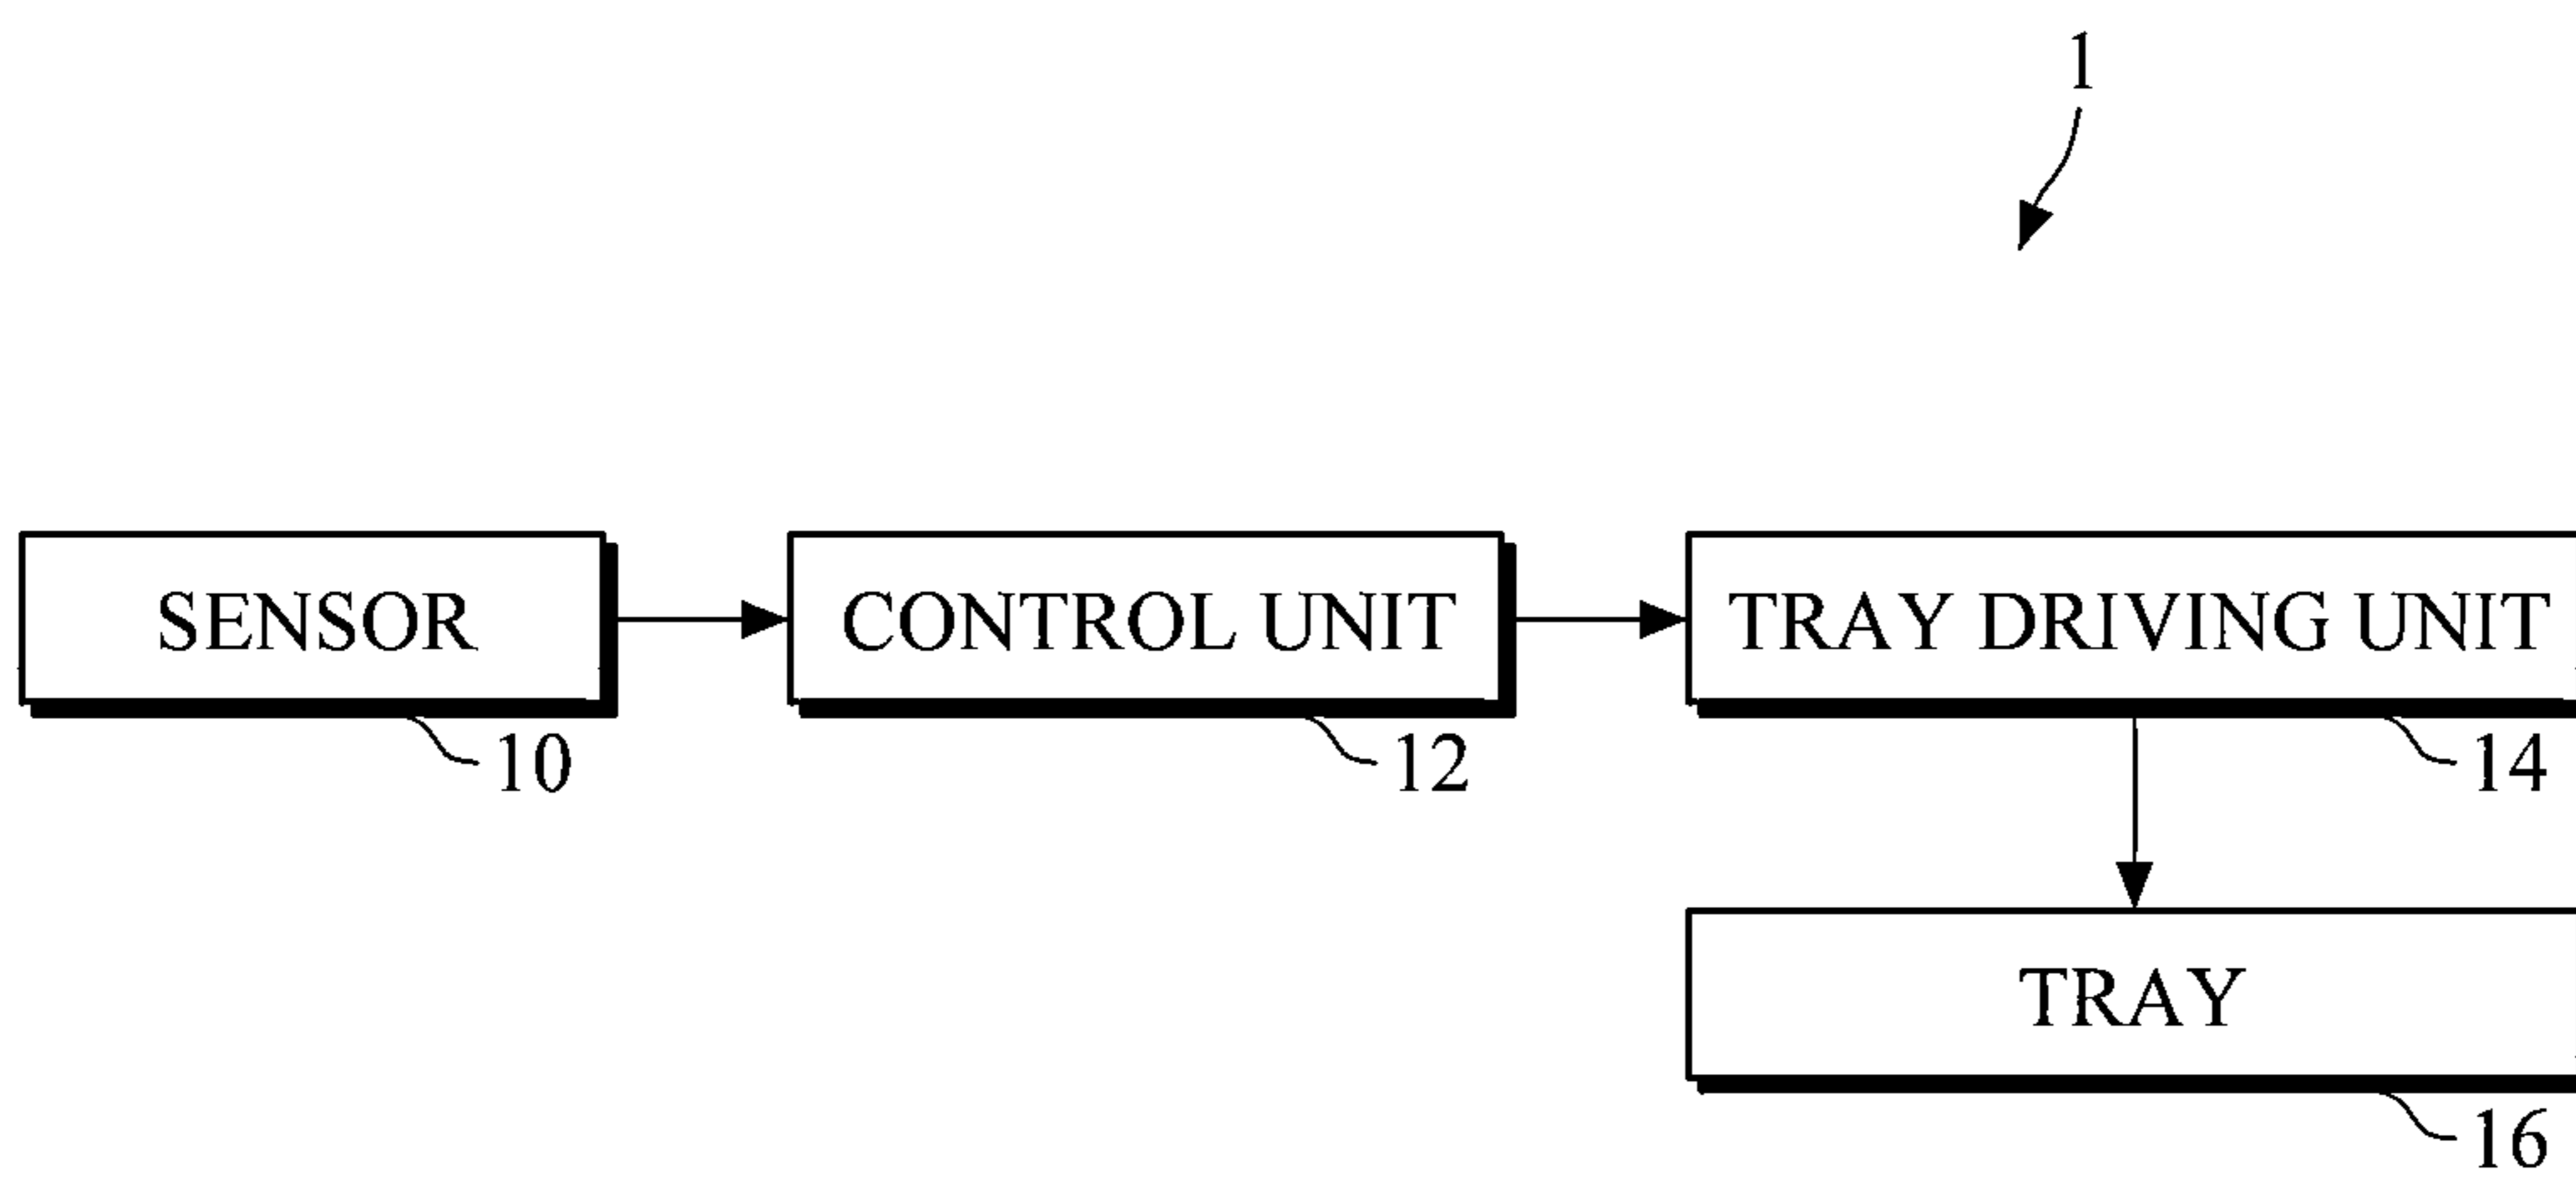 1
SENSOR
CONTROL UNIT
TRAY DRIVING UNIT
10
12
14
TRAY
16